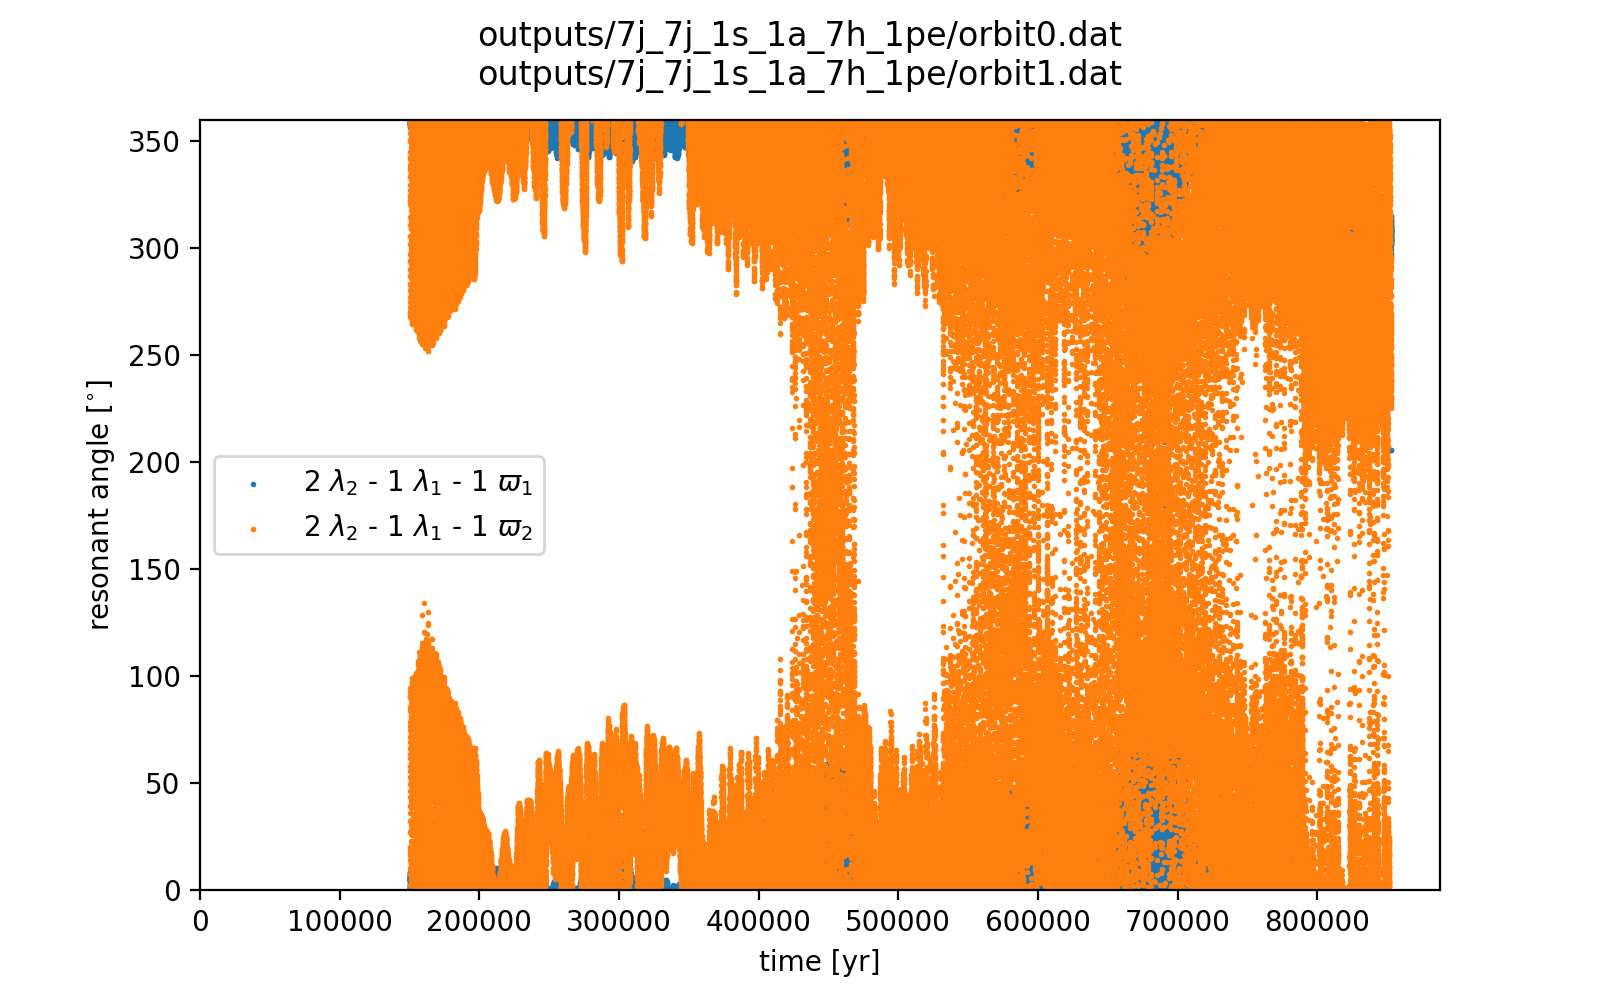 outputs/7j_7j_1s_1a_7h_1pe/orbit0.dat
outputs/7j_7j_1s_1a_7h_1pe/orbit1.dat
350
300
250
200
150
100
50
0
resonant angle [°]
2 λ₂ - 1 λ₁ - 1 ϖ₁
2 λ₂ - 1 λ₁ - 1 ϖ₂
0 100000 200000 300000 400000 500000 600000 700000 800000
time [yr]